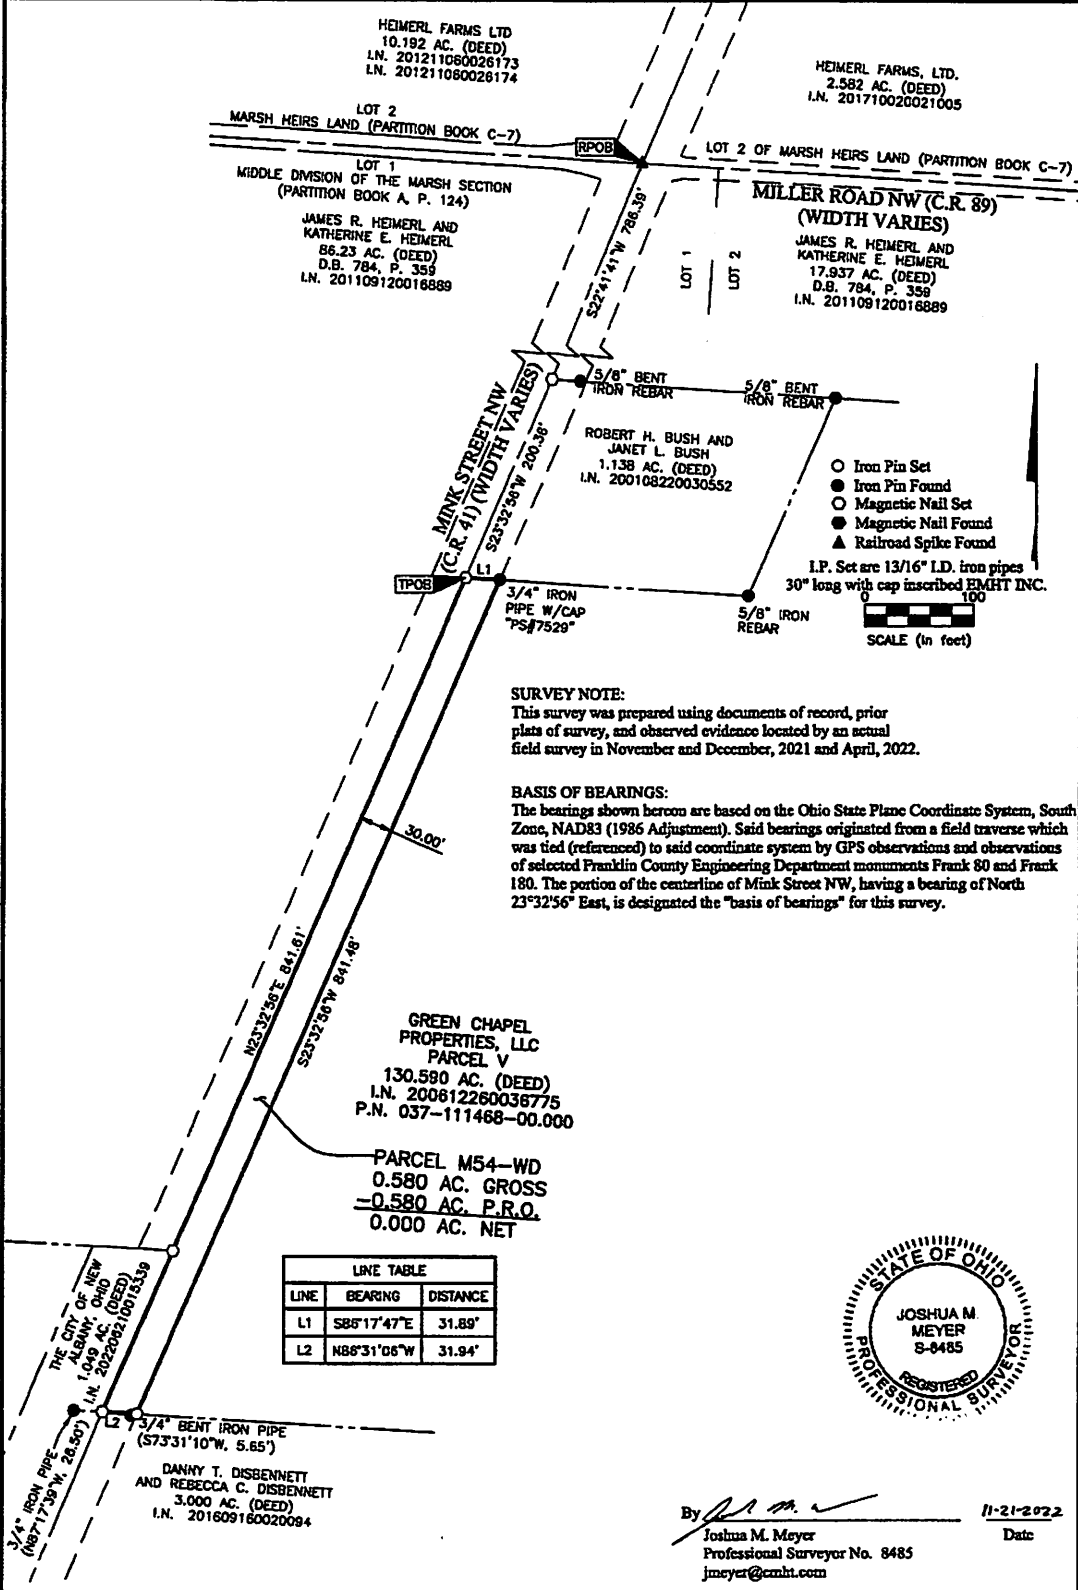 HEIMERL FARMS LTD
10.192 AC. (DEED)
I.N. 201211060026173
I.N. 201211060026174
HEIMERL FARMS, LTD.
2.582 AC. (DEED)
I.N. 201710020021005
LOT 2
MARSH HEIRS LAND (PARTITION BOOK C-7)
RPOB
LOT 2 OF MARSH HEIRS LAND (PARTITION BOOK C-7)
LOT 1
MIDDLE DIVISION OF THE MARSH SECTION
(PARTITION BOOK A, P. 124)
JAMES R. HEIMERL AND
KATHERINE E. HEIMERL
86.23 AC. (DEED)
D.B. 784, P. 359
I.N. 201109120016889
MILLER ROAD NW (C.R. 89)
(WIDTH VARIES)
JAMES R. HEIMERL AND
KATHERINE E. HEIMERL
17.937 AC. (DEED)
D.B. 784, P. 359
I.N. 201109120016889
LOT 1
LOT 2
S22°41'41"W 786.39'
MINK STREET NW
(C.R. 41) (WIDTH VARIES)
S23°32'56"W 200.36'
5/8" BENT
IRON REBAR
5/8" BENT
IRON REBAR
ROBERT H. BUSH AND
JANET L. BUSH
1.138 AC. (DEED)
I.N. 200108220030552
Iron Pin Set
Iron Pin Found
Magnetic Nail Set
Magnetic Nail Found
Railroad Spike Found
I.P. Set are 13/16" I.D. iron pipes
30" long with cap inscribed EMHT INC.
0 100
SCALE (in feet)
TPOB
L1
3/4" IRON
PIPE W/CAP
"PS#7529"
5/8" IRON
REBAR
SURVEY NOTE:
This survey was prepared using documents of record, prior
plats of survey, and observed evidence located by an actual
field survey in November and December, 2021 and April, 2022.
BASIS OF BEARINGS:
The bearings shown hereon are based on the Ohio State Plane Coordinate System, South
Zone, NAD83 (1986 Adjustment). Said bearings originated from a field traverse which
was tied (referenced) to said coordinate system by GPS observations and observations
of selected Franklin County Engineering Department monuments Frank 80 and Frank
180. The portion of the centerline of Mink Street NW, having a bearing of North
23°32'56" East, is designated the "basis of bearings" for this survey.
30.00'
N23°32'56"E 841.61'
S23°32'56"W 841.48'
GREEN CHAPEL
PROPERTIES, LLC
PARCEL V
130.590 AC. (DEED)
I.N. 200612260036775
P.N. 037-111468-00.000
PARCEL M54-WD
0.580 AC. GROSS
-0.580 AC. P.R.O.
0.000 AC. NET
LINE TABLE
LINE BEARING DISTANCE
L1 S86°17'47"E 31.89'
L2 N86°31'06"W 31.94'
THE CITY OF NEW
ALBANY, OHIO
1.049 AC. (DEED)
I.N. 202206210015339
L2
3/4" BENT IRON PIPE
(S73°31'10"W, 5.65')
3/4" IRON PIPE
(N87°17'39"W, 26.50')
DANNY T. DISBENNETT
AND REBECCA C. DISBENNETT
3.000 AC. (DEED)
I.N. 201609160020094
STATE OF OHIO
JOSHUA M.
MEYER
S-8485
REGISTERED
PROFESSIONAL SURVEYOR
By
11-21-2022
Joshua M. Meyer
Date
Professional Surveyor No. 8485
jmeyer@emht.com